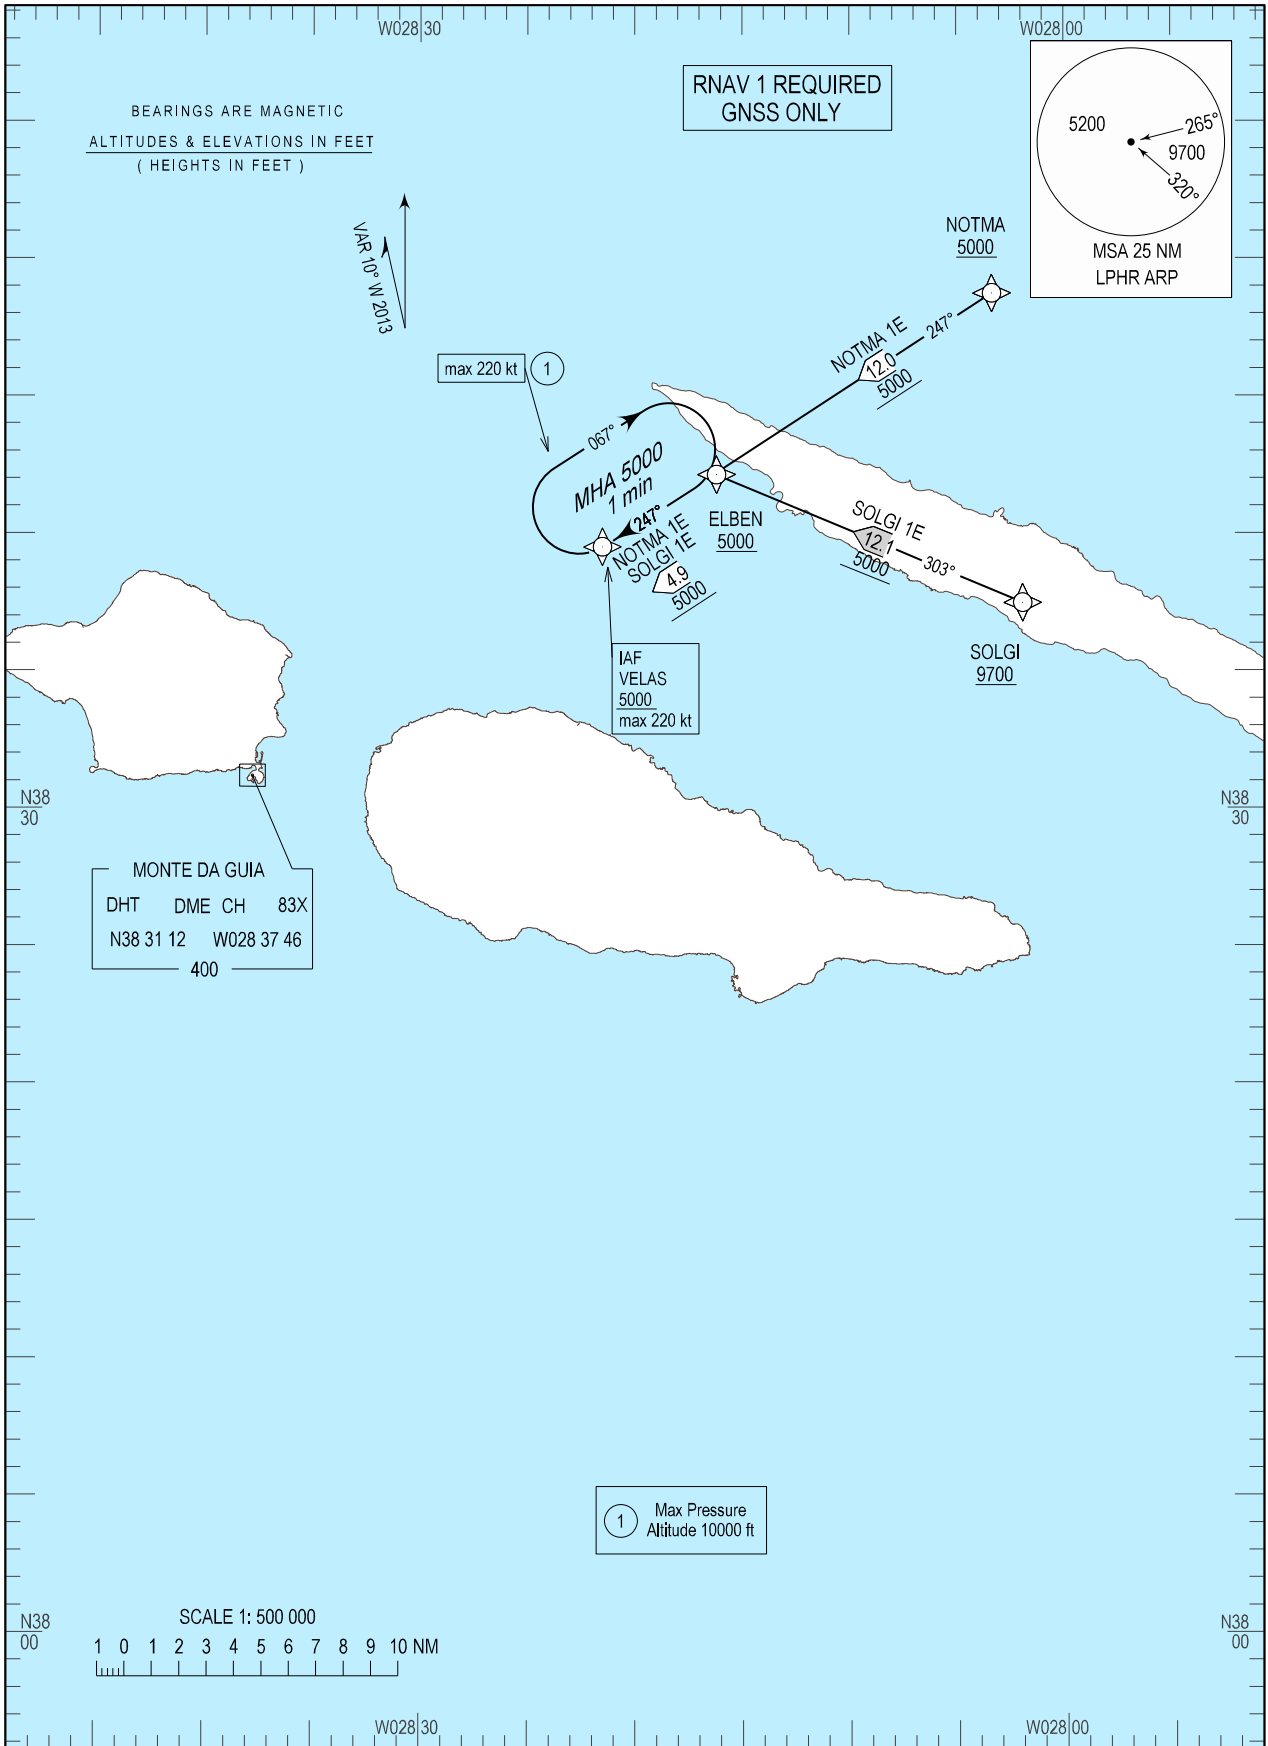 W028 30
W028 00
BEARINGS ARE MAGNETIC
ALTITUDES & ELEVATIONS IN FEET
( HEIGHTS IN FEET )
RNAV 1 REQUIRED
GNSS ONLY
5200
265°
9700
320°
MSA 25 NM
LPHR ARP
VAR 10° W 2013
NOTMA
5000
NOTMA 1E
247°
12.0
5000
max 220 kt
1
067°
MHA 5000
1 min
247°
NOTMA 1E
SOLGI 1E
4.9
5000
ELBEN
5000
SOLGI 1E
12.1
303°
5000
SOLGI
9700
IAF
VELAS
5000
max 220 kt
N38
30
N38
30
MONTE DA GUIA
DHT DME CH 83X
N38 31 12 W028 37 46
400
1
Max Pressure
Altitude 10000 ft
SCALE 1: 500 000
1 0 1 2 3 4 5 6 7 8 9 10 NM
N38
00
N38
00
W028 30
W028 00